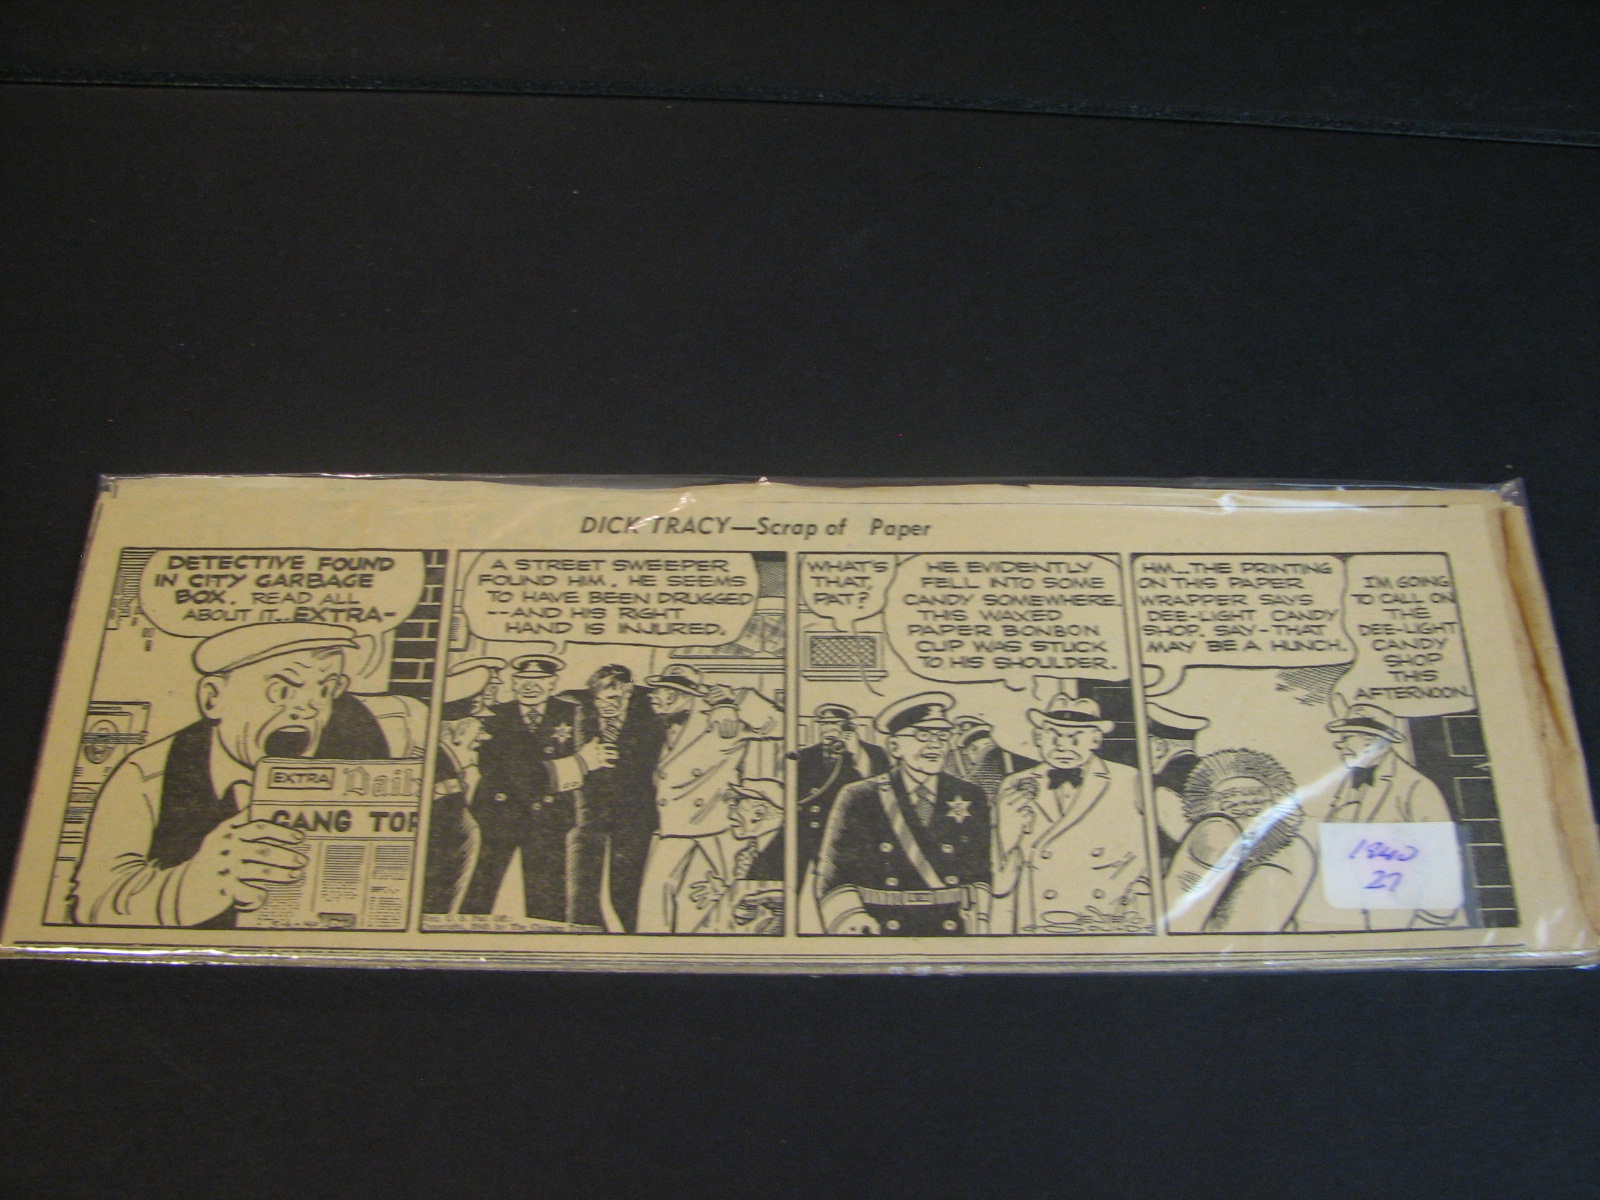 DICK TRACY—Scrap of Paper
DETECTIVE FOUND
IN CITY GARBAGE
BOX. READ ALL
ABOUT IT...EXTRA-
EXTRA
Daily
GANG TOP
A STREET SWEEPER
FOUND HIM. HE SEEMS
TO HAVE BEEN DRUGGED
--AND HIS RIGHT
HAND IS INJURED.
WHAT'S
THAT,
PAT?
HE EVIDENTLY
FELL INTO SOME
CANDY SOMEWHERE.
THIS WAXED
PAPER BONBON
CUP WAS STUCK
TO HIS SHOULDER.
HM...THE PRINTING
ON THIS PAPER
WRAPPER SAYS
DEE-LIGHT CANDY
SHOP. SAY-THAT
MAY BE A HUNCH.
I'M GOING
TO CALL ON
THE
DEE-LIGHT
CANDY
SHOP
THIS
AFTERNOON.
1940
27